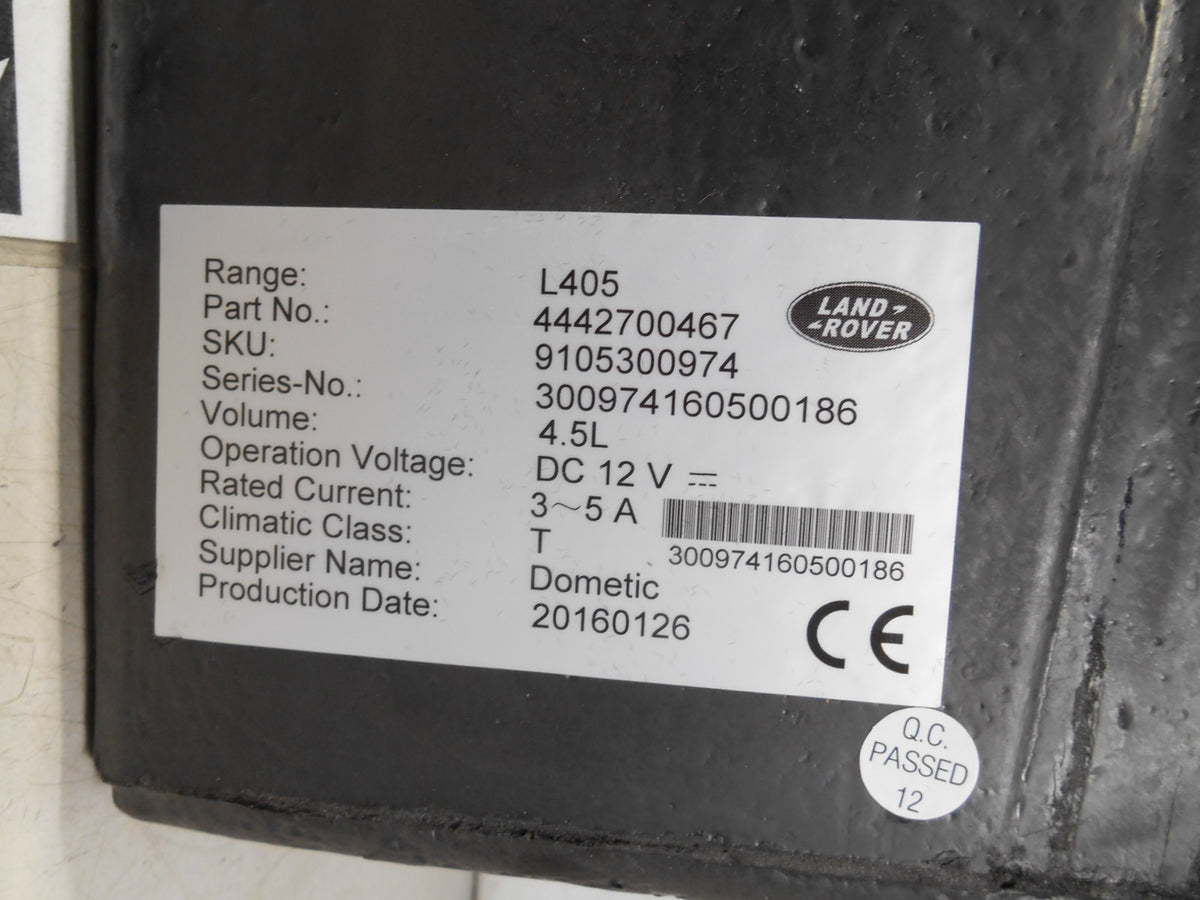 Range: L405
Part No.: 4442700467
SKU: 9105300974
Series-No.: 300974160500186
Volume: 4.5L
Operation Voltage: DC 12 V ⎓
Rated Current: 3～5 A
Climatic Class: T
Supplier Name: Dometic
Production Date: 20160126
LAND-
-ROVER
300974160500186
CE
Q.C.
PASSED
12